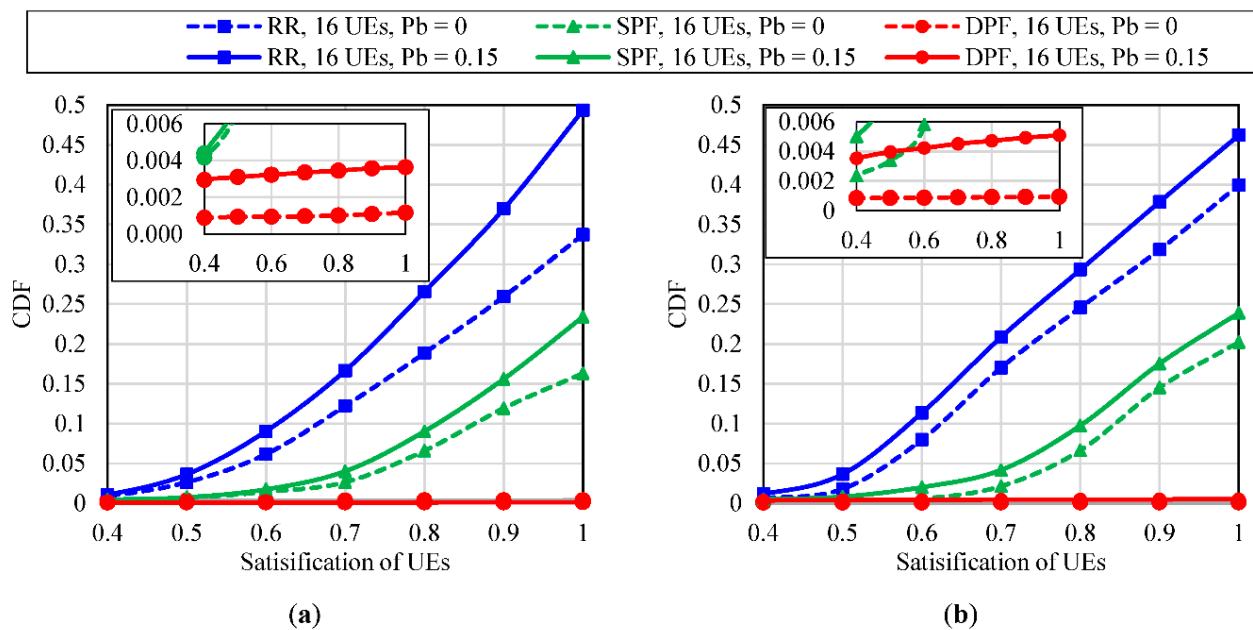 RR, 16 UEs, Pb = 0 SPF, 16 UEs, Pb = 0 DPF, 16 UEs, Pb = 0
RR, 16 UEs, Pb = 0.15 SPF, 16 UEs, Pb = 0.15 DPF, 16 UEs, Pb = 0.15
CDF
0.5
0.45
0.4
0.35
0.3
0.25
0.2
0.15
0.1
0.05
0
0.4 0.5 0.6 0.7 0.8 0.9 1
Satisification of UEs
0.006
0.004
0.002
0.000
0.4 0.6 0.8 1
(a)
CDF
0.5
0.45
0.4
0.35
0.3
0.25
0.2
0.15
0.1
0.05
0
0.4 0.5 0.6 0.7 0.8 0.9 1
Satisification of UEs
0.006
0.004
0.002
0
0.4 0.6 0.8 1
(b)